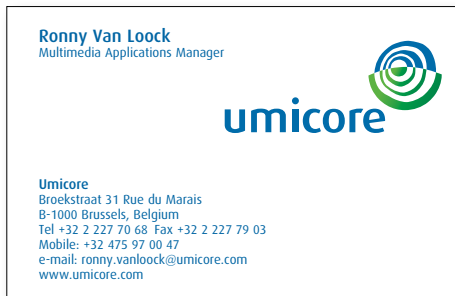 Ronny Van Loock
Multimedia Applications Manager
umicore
Umicore
Broekstraat 31 Rue du Marais
B-1000 Brussels, Belgium
Tel +32 2 227 70 68 Fax +32 2 227 79 03
Mobile: +32 475 97 00 47
e-mail: ronny.vanloock@umicore.com
www.umicore.com